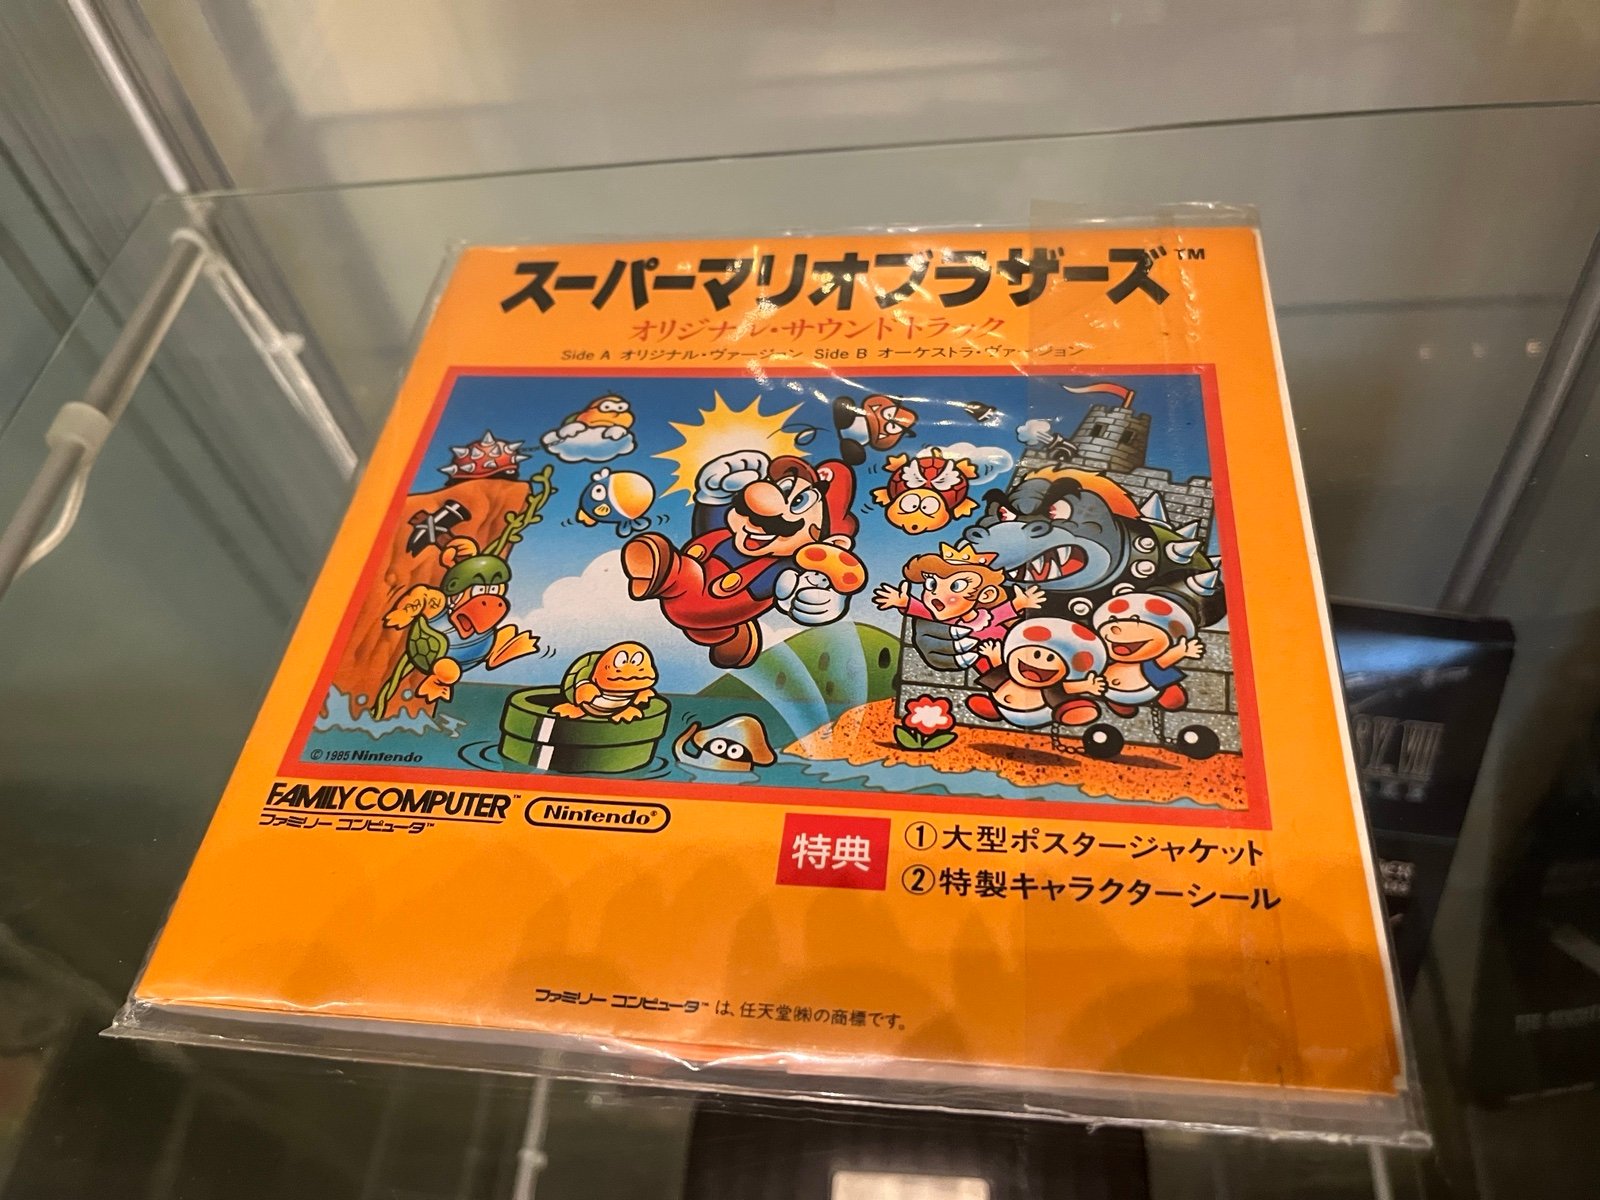 スーパーマリオブラザーズ™
オリジナル・サウンドトラック
Side A オリジナル・ヴァージョン Side B オーケストラ・ヴァージョン
©1985 Nintendo
FAMILY COMPUTER™
ファミリー コンピュータ™
Nintendo®
特典
①大型ポスタージャケット
②特製キャラクターシール
ファミリー コンピュータ™は、任天堂㈱の商標です。